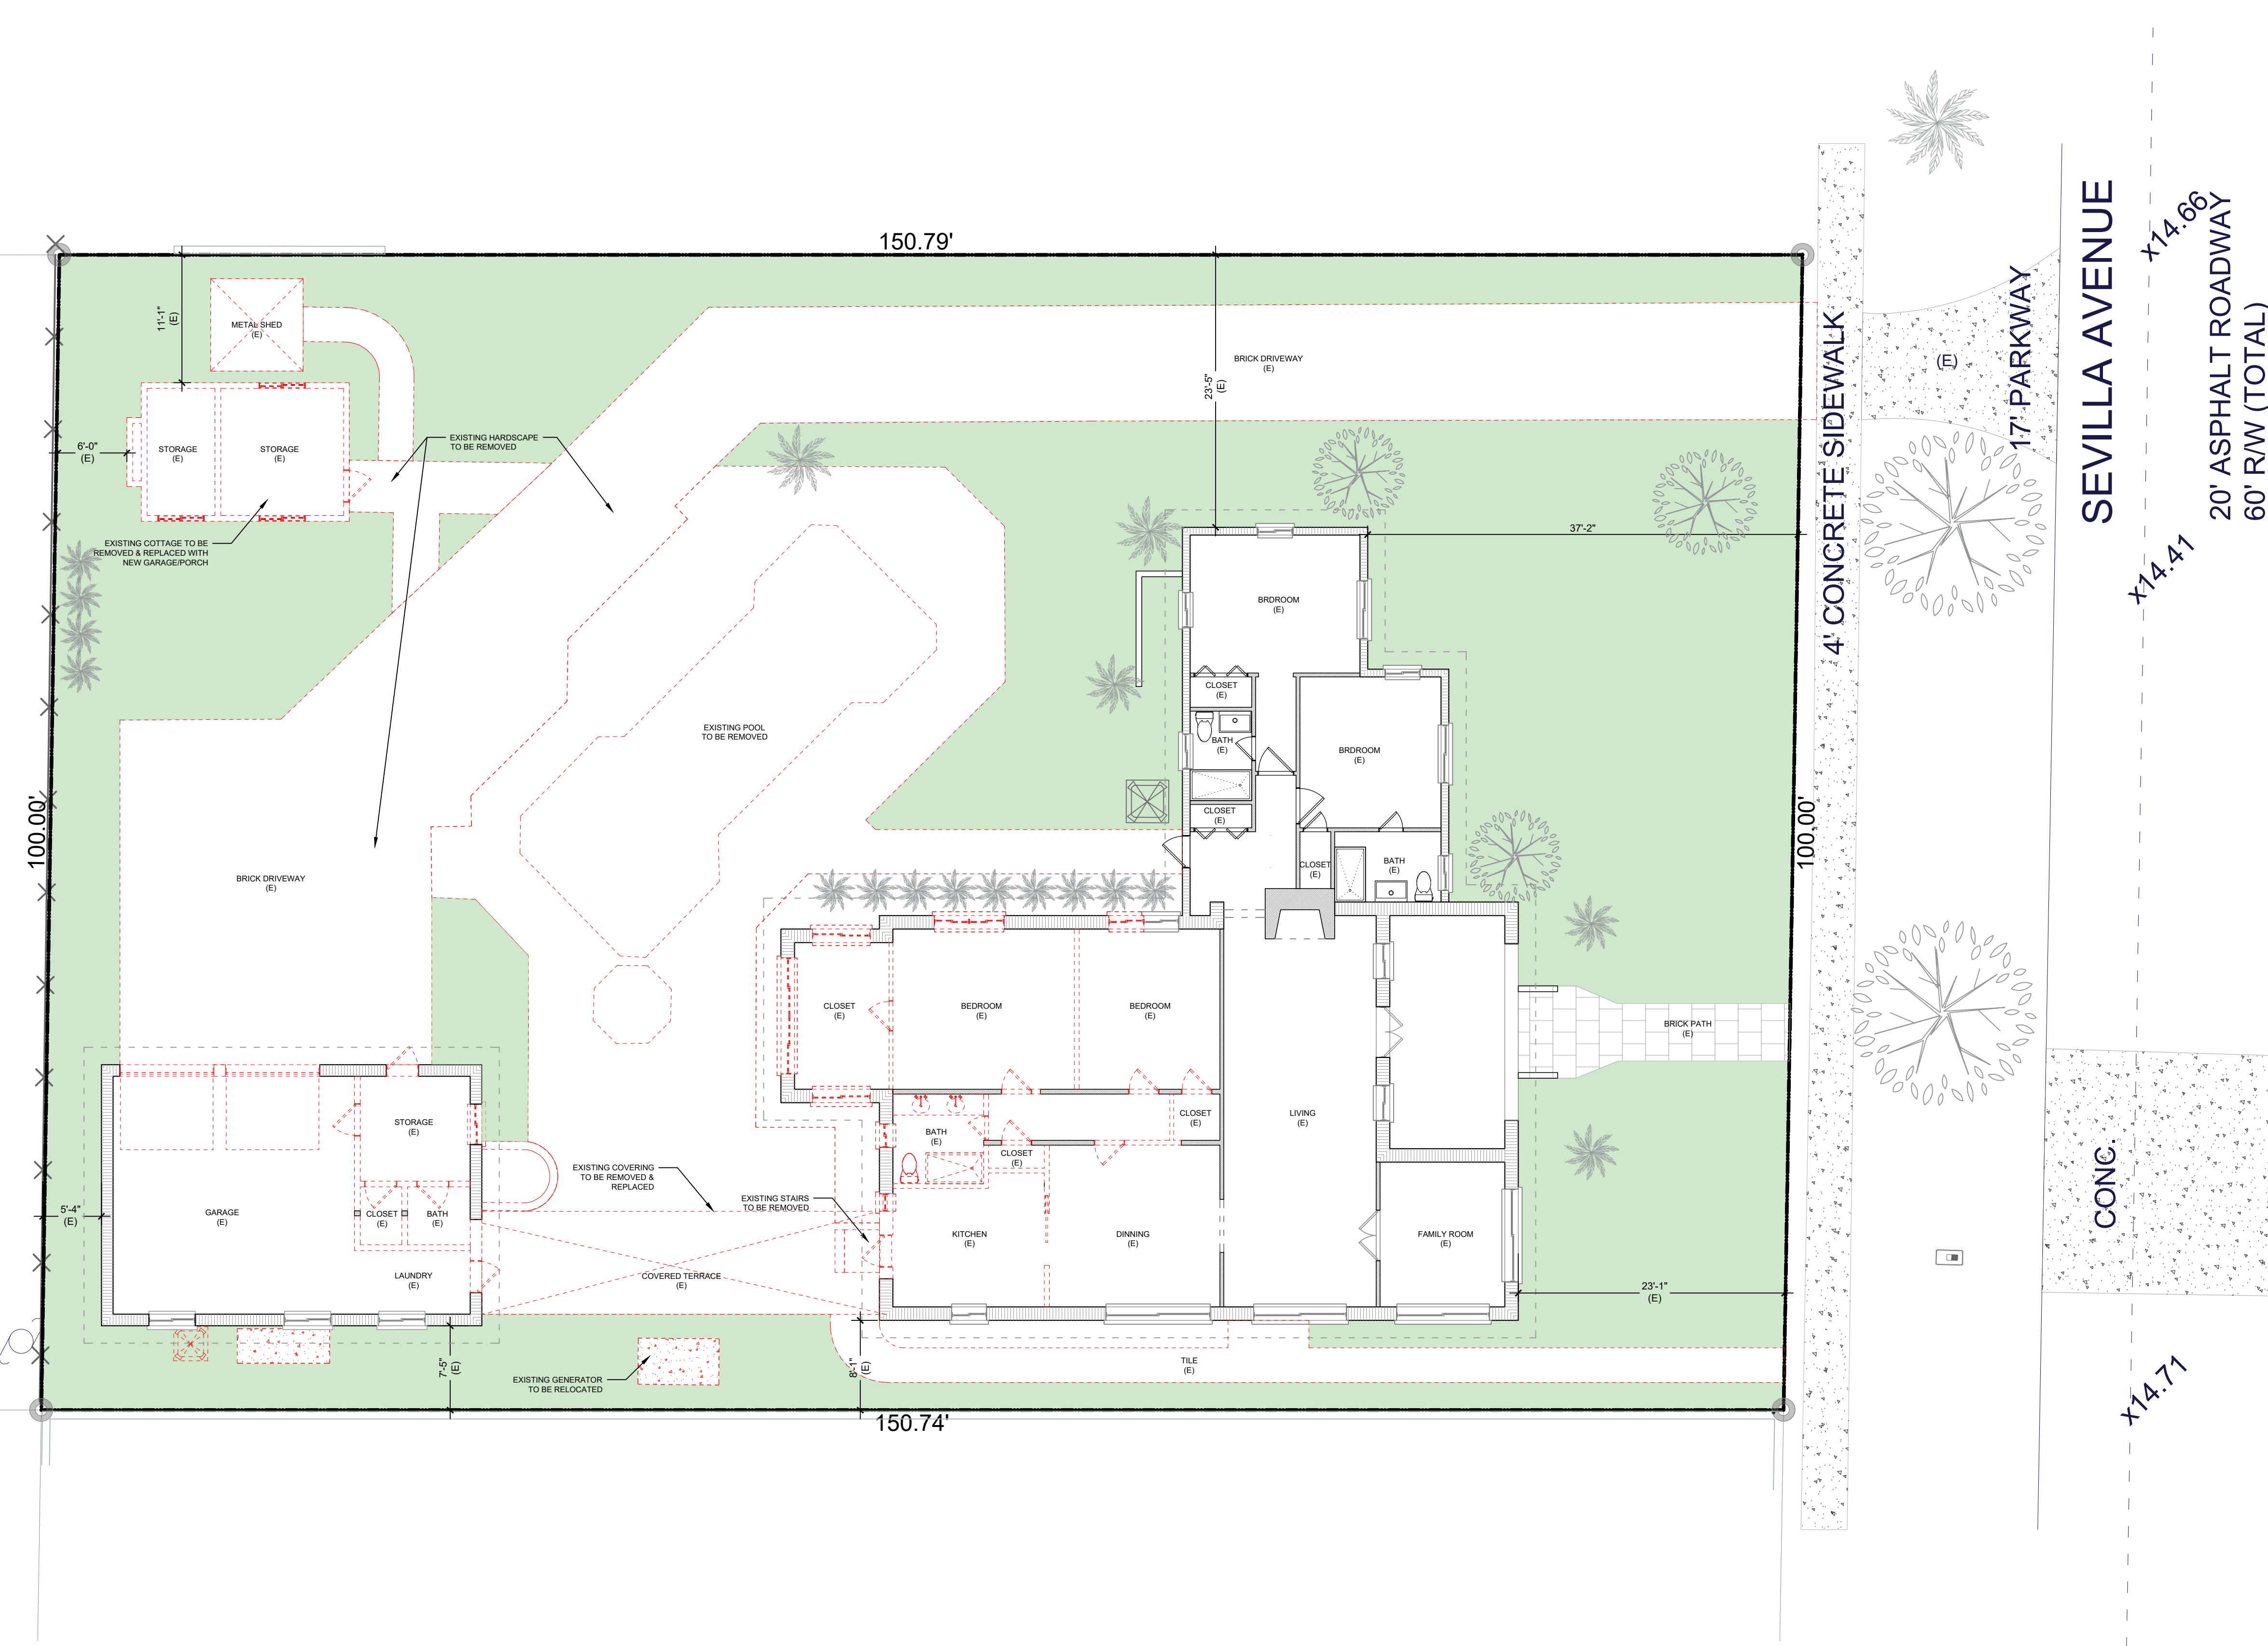 150.79'
SEVILLA AVENUE
x14.66
20' ASPHALT ROADWAY
60' R/W (TOTAL)
17' PARKWAY
4' CONCRETE SIDEWALK
(E)
11'-1"
(E)
METAL SHED
(E)
BRICK DRIVEWAY
(E)
23'-5"
(E)
6'-0"
(E)
STORAGE
(E)
STORAGE
(E)
EXISTING HARDSCAPE
TO BE REMOVED
EXISTING COTTAGE TO BE
REMOVED & REPLACED WITH
NEW GARAGE/PORCH
37'-2"
x14.41
BRDROOM
(E)
CLOSET
(E)
BATH
(E)
BRDROOM
(E)
EXISTING POOL
TO BE REMOVED
CLOSET
(E)
CLOSET
(E)
BATH
(E)
100.00'
100.00'
BRICK DRIVEWAY
(E)
CLOSET
(E)
BEDROOM
(E)
BEDROOM
(E)
BRICK PATH
(E)
STORAGE
(E)
BATH
(E)
CLOSET
(E)
LIVING
(E)
CLOSET
(E)
EXISTING COVERING
TO BE REMOVED &
REPLACED
EXISTING STAIRS
TO BE REMOVED
CONC.
5'-4"
(E)
GARAGE
(E)
CLOSET
(E)
BATH
(E)
KITCHEN
(E)
DINNING
(E)
FAMILY ROOM
(E)
LAUNDRY
(E)
COVERED TERRACE
(E)
23'-1"
(E)
7'-5"
(E)
EXISTING GENERATOR
TO BE RELOCATED
8'-1"
(E)
TILE
(E)
x14.71
150.74'